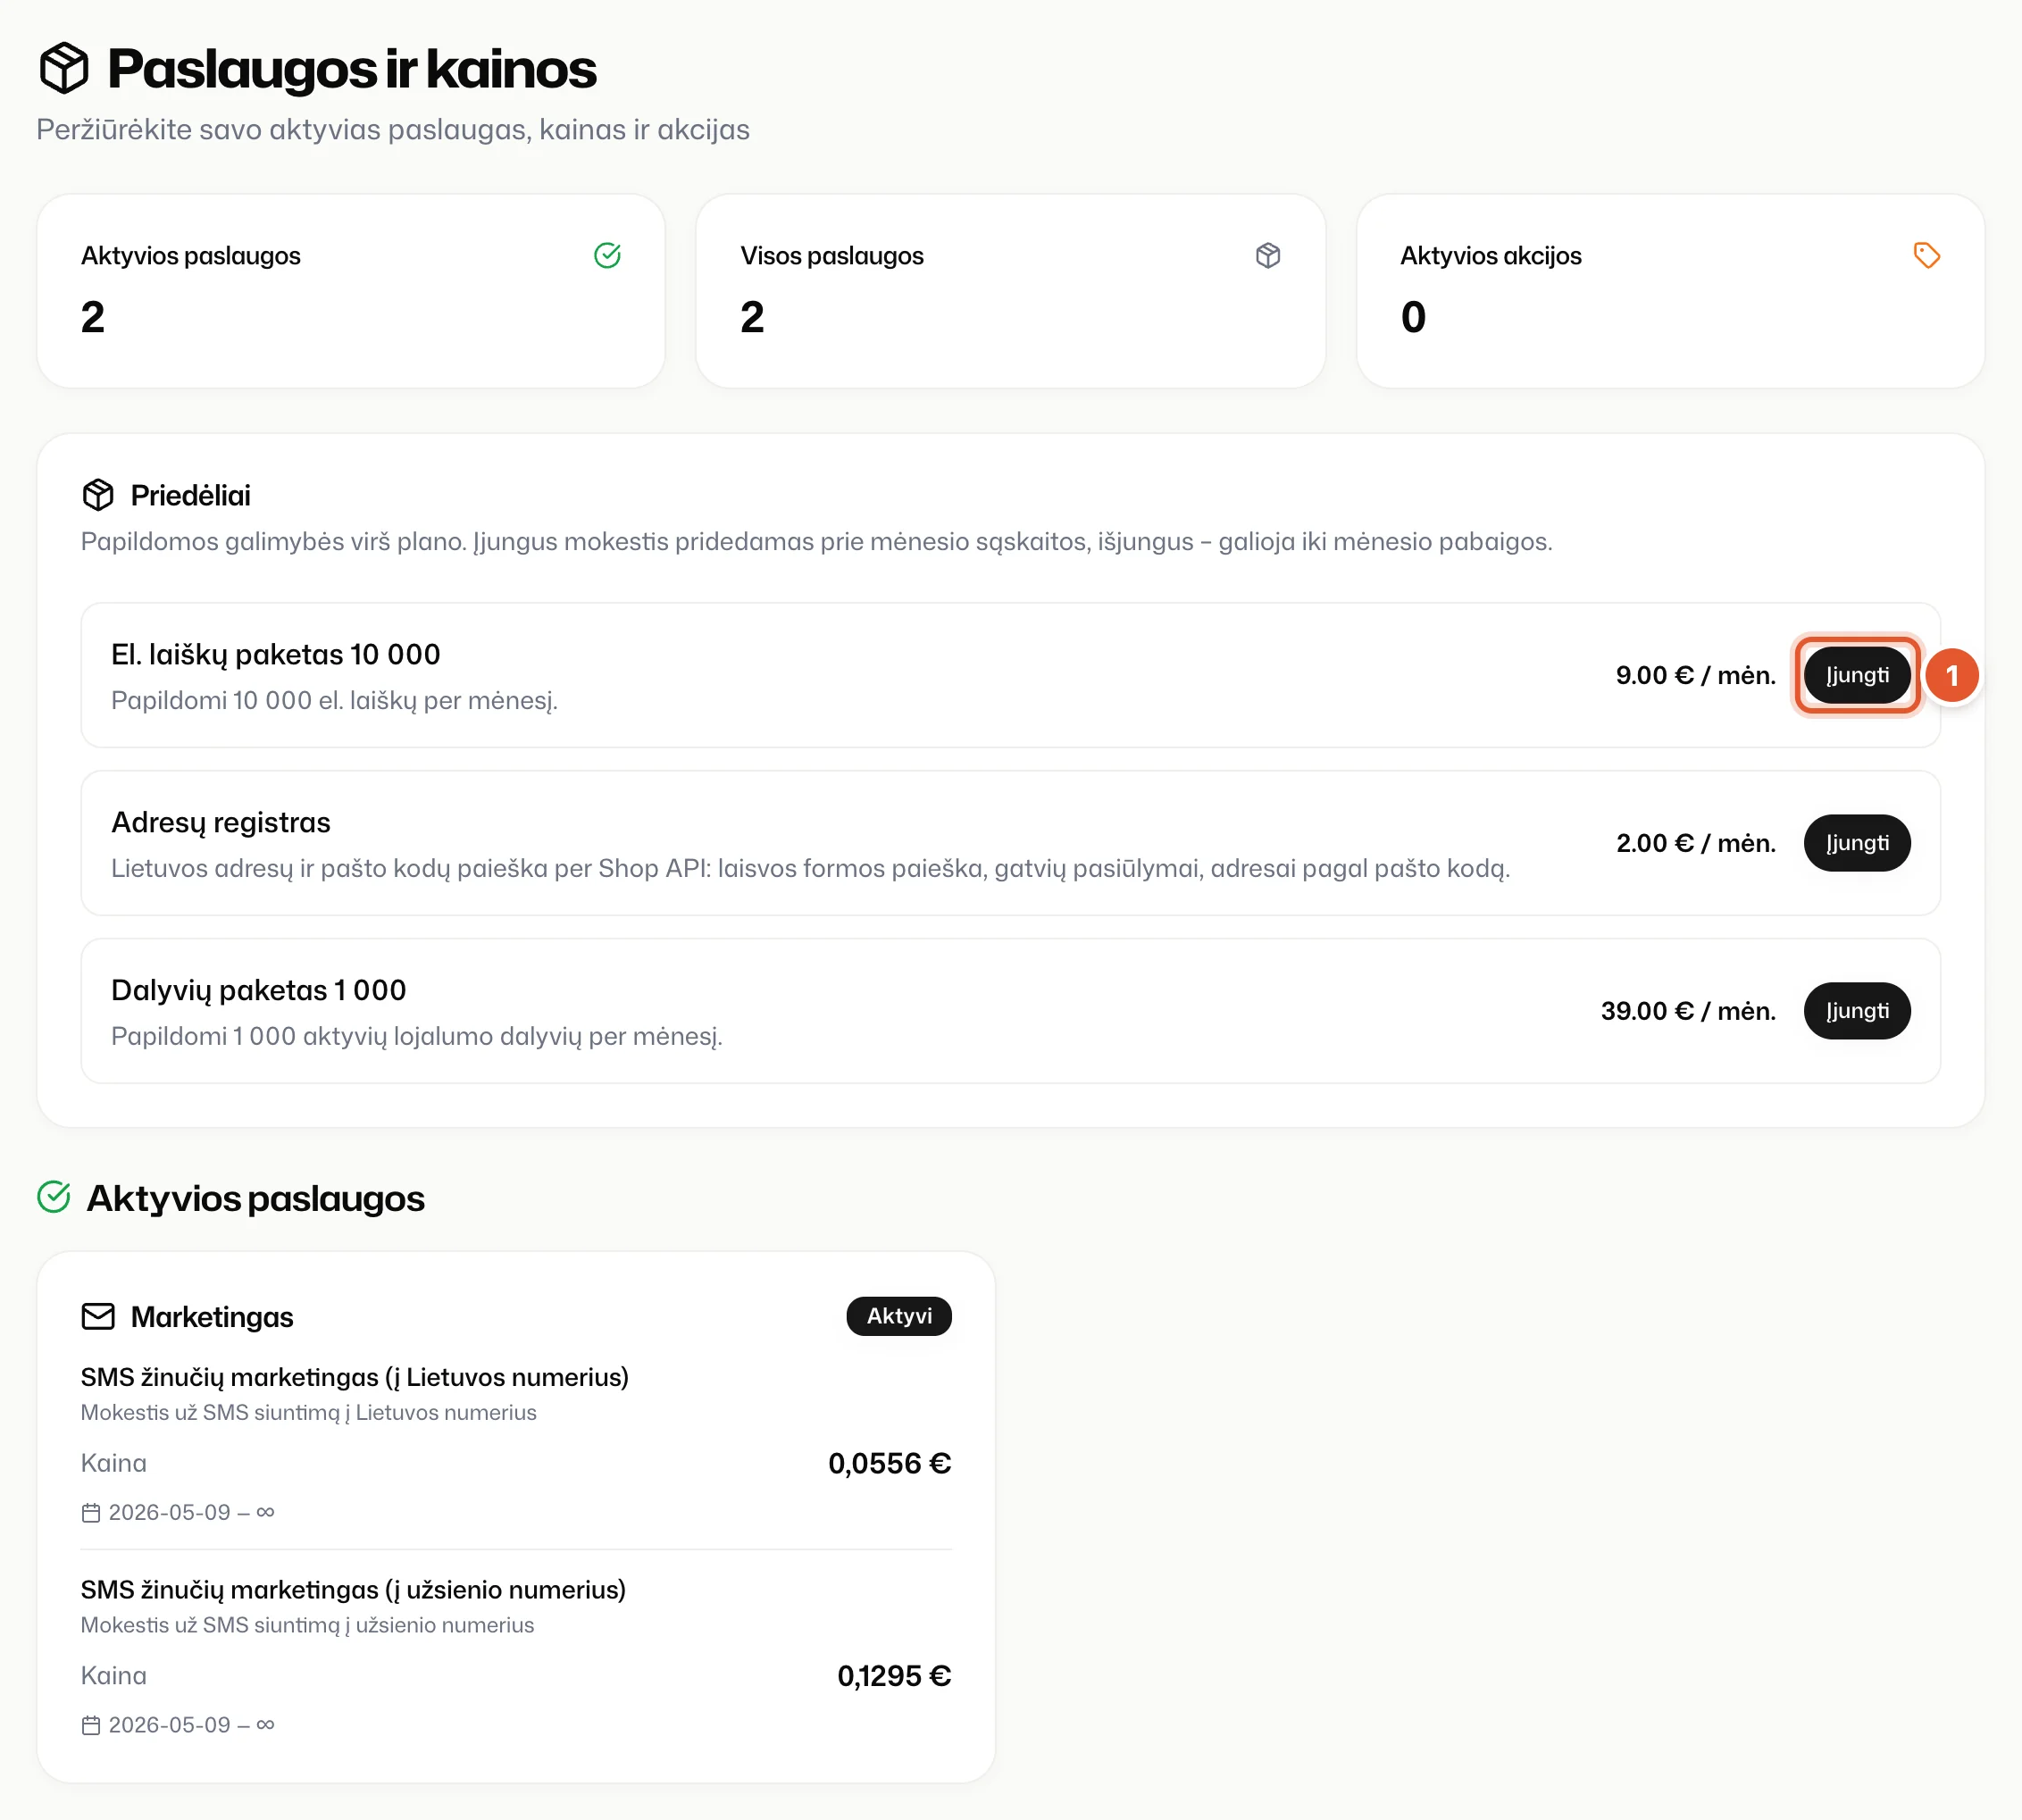 Paslaugos ir kainos
Peržiūrėkite savo aktyvias paslaugas, kainas ir akcijas
Aktyvios paslaugos
2
Visos paslaugos
2
Aktyvios akcijos
0
Priedėliai
Papildomos galimybės virš plano. Įjungus mokestis pridedamas prie mėnesio sąskaitos, išjungus – galioja iki mėnesio pabaigos.
El. laiškų paketas 10 000
Papildomi 10 000 el. laiškų per mėnesį.
9.00 € / mėn.
Įjungti
1
Adresų registras
Lietuvos adresų ir pašto kodų paieška per Shop API: laisvos formos paieška, gatvių pasiūlymai, adresai pagal pašto kodą.
2.00 € / mėn.
Įjungti
Dalyvių paketas 1 000
Papildomi 1 000 aktyvių lojalumo dalyvių per mėnesį.
39.00 € / mėn.
Įjungti
Aktyvios paslaugos
Marketingas
Aktyvi
SMS žinučių marketingas (į Lietuvos numerius)
Mokestis už SMS siuntimą į Lietuvos numerius
Kaina
0,0556 €
2026-05-09 – ∞
SMS žinučių marketingas (į užsienio numerius)
Mokestis už SMS siuntimą į užsienio numerius
Kaina
0,1295 €
2026-05-09 – ∞